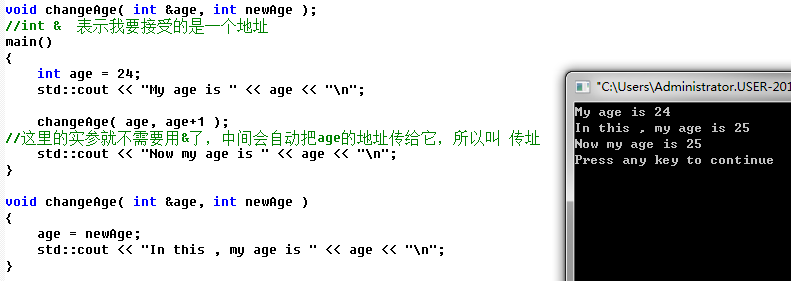 void changeAge( int &age, int newAge );
//int &  表示我要接受的是一个地址
main()
{
    int age = 24;
    std::cout << "My age is " << age << "\n";
    changeAge( age, age+1 );
//这里的实参就不需要用&了，中间会自动把age的地址传给它，所以叫 传址
    std::cout << "Now my age is " << age << "\n";
}
void changeAge( int &age, int newAge )
{
    age = newAge;
    std::cout << "In this , my age is " << age << "\n";
}
"C:\Users\Administrator.USER-201
My age is 24
In this , my age is 25
Now my age is 25
Press any key to continue